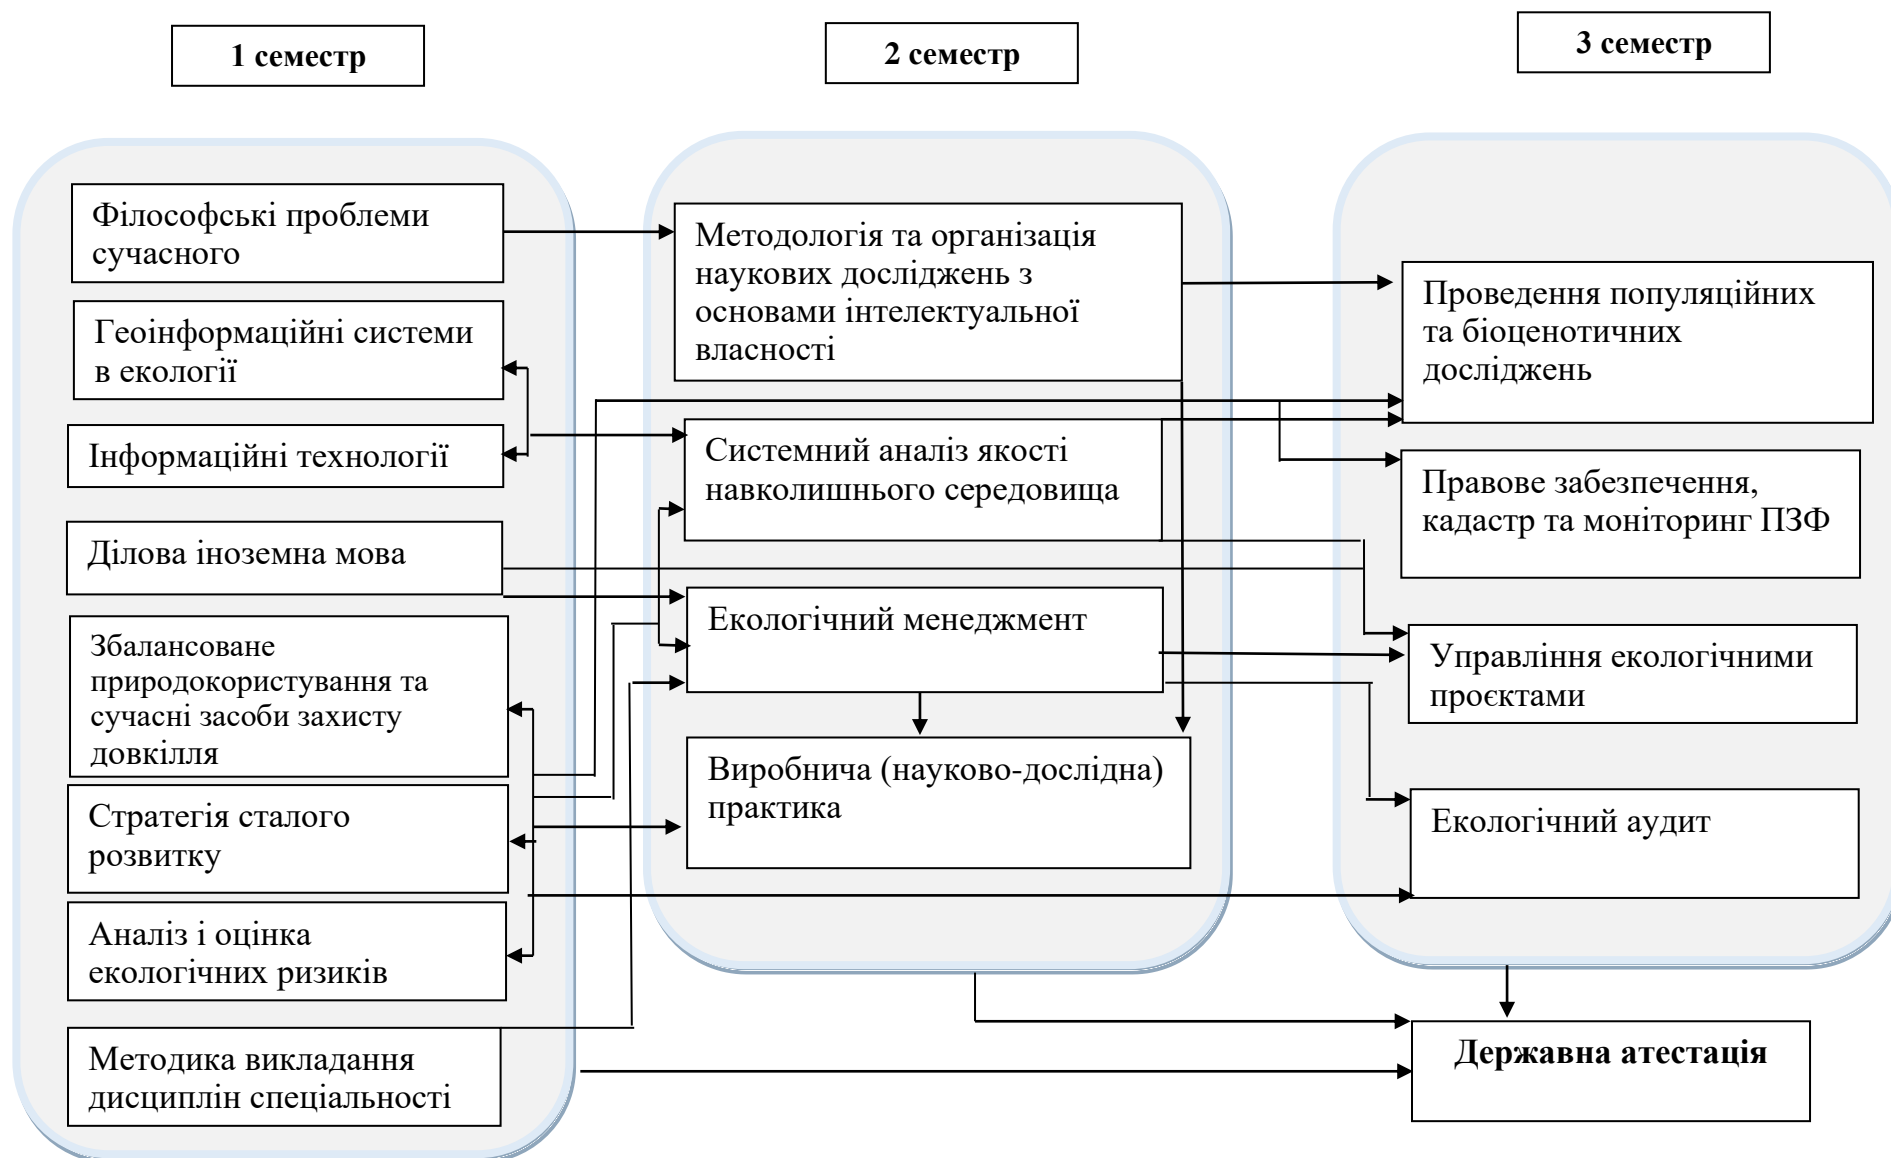 1 семестр
2 семестр
3 семестр
Філософські проблеми
сучасного
Геоінформаційні системи
в екології
Інформаційні технології
Ділова іноземна мова
Збалансоване
природокористування та
сучасні засоби захисту
довкілля
Стратегія сталого
розвитку
Аналіз і оцінка
екологічних ризиків
Методика викладання
дисциплін спеціальності
Методологія та організація
наукових досліджень з
основами інтелектуальної
власності
Системний аналіз якості
навколишнього середовища
Екологічний менеджмент
Виробнича (науково-дослідна)
практика
Проведення популяційних
та біоценотичних
досліджень
Правове забезпечення,
кадастр та моніторинг ПЗФ
Управління екологічними
проєктами
Екологічний аудит
Державна атестація